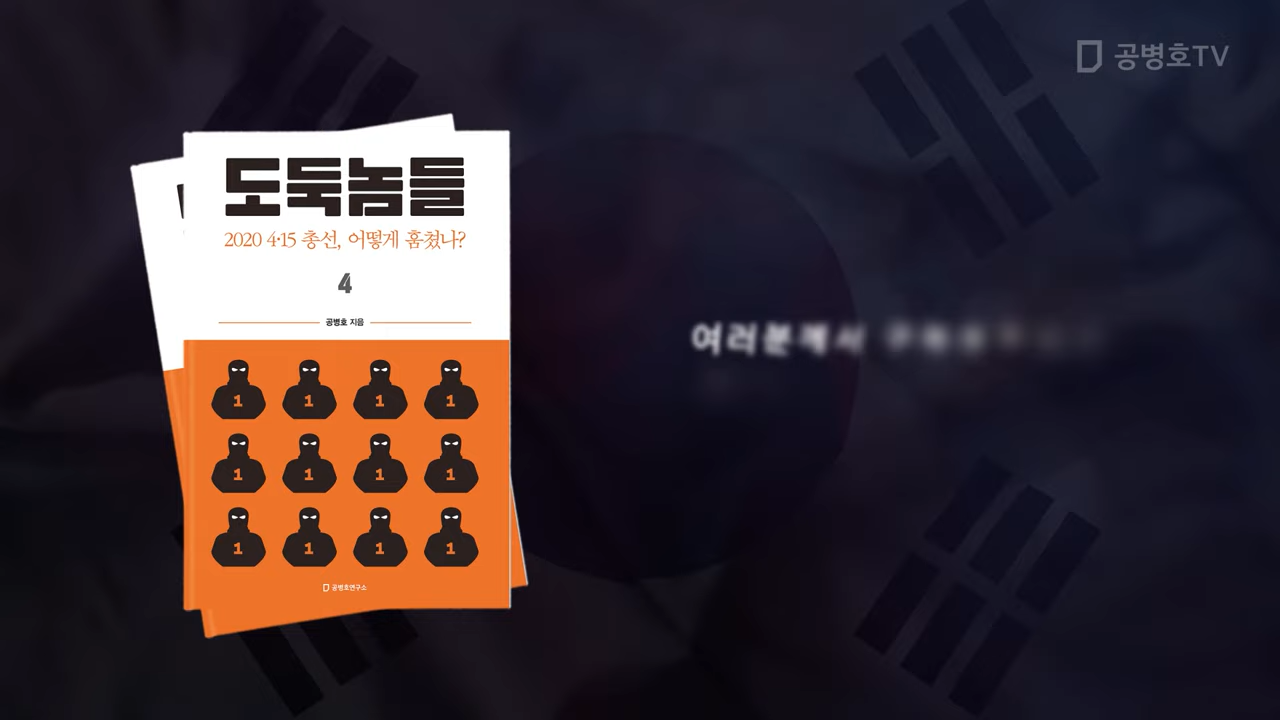 공병호TV
도둑놈들
2020 4·15 총선, 어떻게 훔쳤나?
4
공병호 지음
1 1 1 1
1 1 1 1
1 1 1 1
공병호연구소
여러분께서